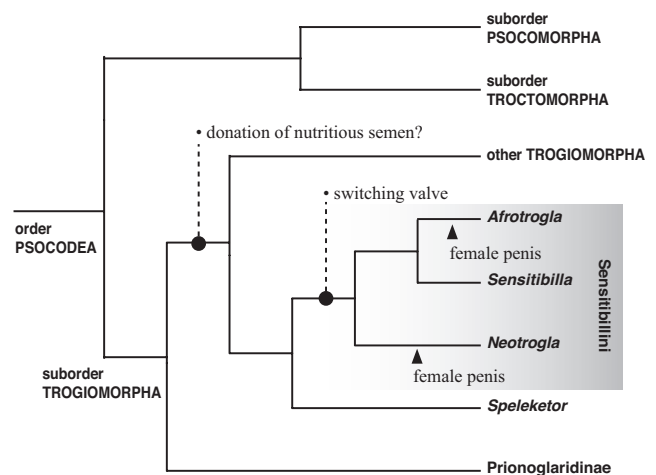 suborder
PSOCOMORPHA
suborder
TROCTOMORPHA
• donation of nutritious semen?
other TROGIOMORPHA
• switching valve
Afrotrogla
female penis
order
PSOCODEA
Sensitibilla
Sensitibillini
Neotrogla
female penis
suborder
TROGIOMORPHA
Speleketor
Prionoglaridinae